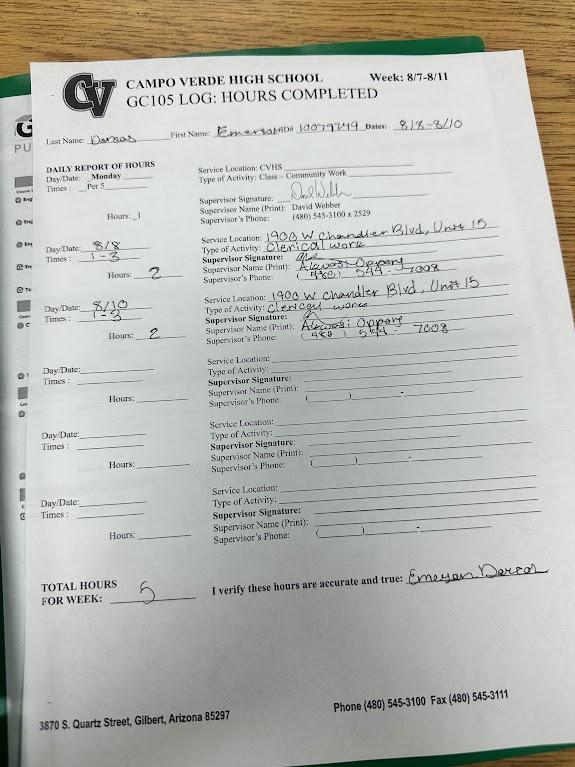 CV
CAMPO VERDE HIGH SCHOOL Week: 8/7-8/11
GC105 LOG: HOURS COMPLETED
Last Name: First Name: Emerson ID# 10079749 Dates: 8/8-8/10
DAILY REPORT OF HOURS
Day/Date: Monday
Times : Per 5
Hours: 1
Service Location: CVHS
Type of Activity: Class – Community Work
Supervisor Signature:
Supervisor Name (Print): David Webber
Supervisor's Phone: (480) 545-3100 x 2529
Day/Date: 8/8
Times : 1-3
Hours: 2
Service Location: 1900 W Chandler Blvd, Unit 15
Type of Activity: Clerical work
Supervisor Signature:
Supervisor Name (Print):
Supervisor's Phone: (480) 544-7008
Day/Date: 8/10
Times : 1-3
Hours: 2
Service Location: 1900 W Chandler Blvd, Unit 15
Type of Activity: Clerical work
Supervisor Signature:
Supervisor Name (Print):
Supervisor's Phone: (480) 544-7008
Day/Date:
Times :
Hours:
Service Location:
Type of Activity:
Supervisor Signature:
Supervisor Name (Print):
Supervisor's Phone: ( ) -
Day/Date:
Times :
Hours:
Service Location:
Type of Activity:
Supervisor Signature:
Supervisor Name (Print):
Supervisor's Phone: ( ) -
Day/Date:
Times :
Hours:
Service Location:
Type of Activity:
Supervisor Signature:
Supervisor Name (Print):
Supervisor's Phone: ( ) -
TOTAL HOURS
FOR WEEK: 5
I verify these hours are accurate and true:
3870 S. Quartz Street, Gilbert, Arizona 85297
Phone (480) 545-3100 Fax (480) 545-3111